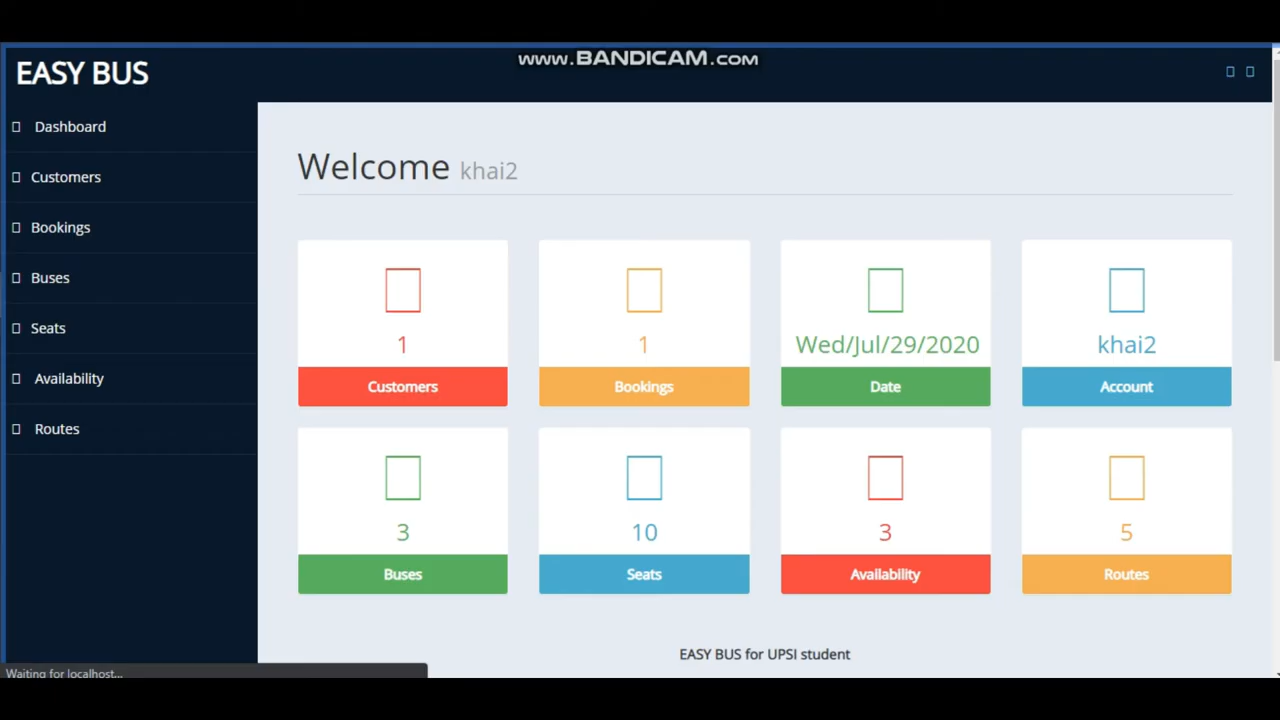 www.BANDICAM.com
EASY BUS
Dashboard
Customers
Bookings
Buses
Seats
Availability
Routes
Welcome khai2
1
Customers
1
Bookings
Wed/Jul/29/2020
Date
khai2
Account
3
Buses
10
Seats
3
Availability
5
Routes
EASY BUS for UPSI student
Waiting for localhost...